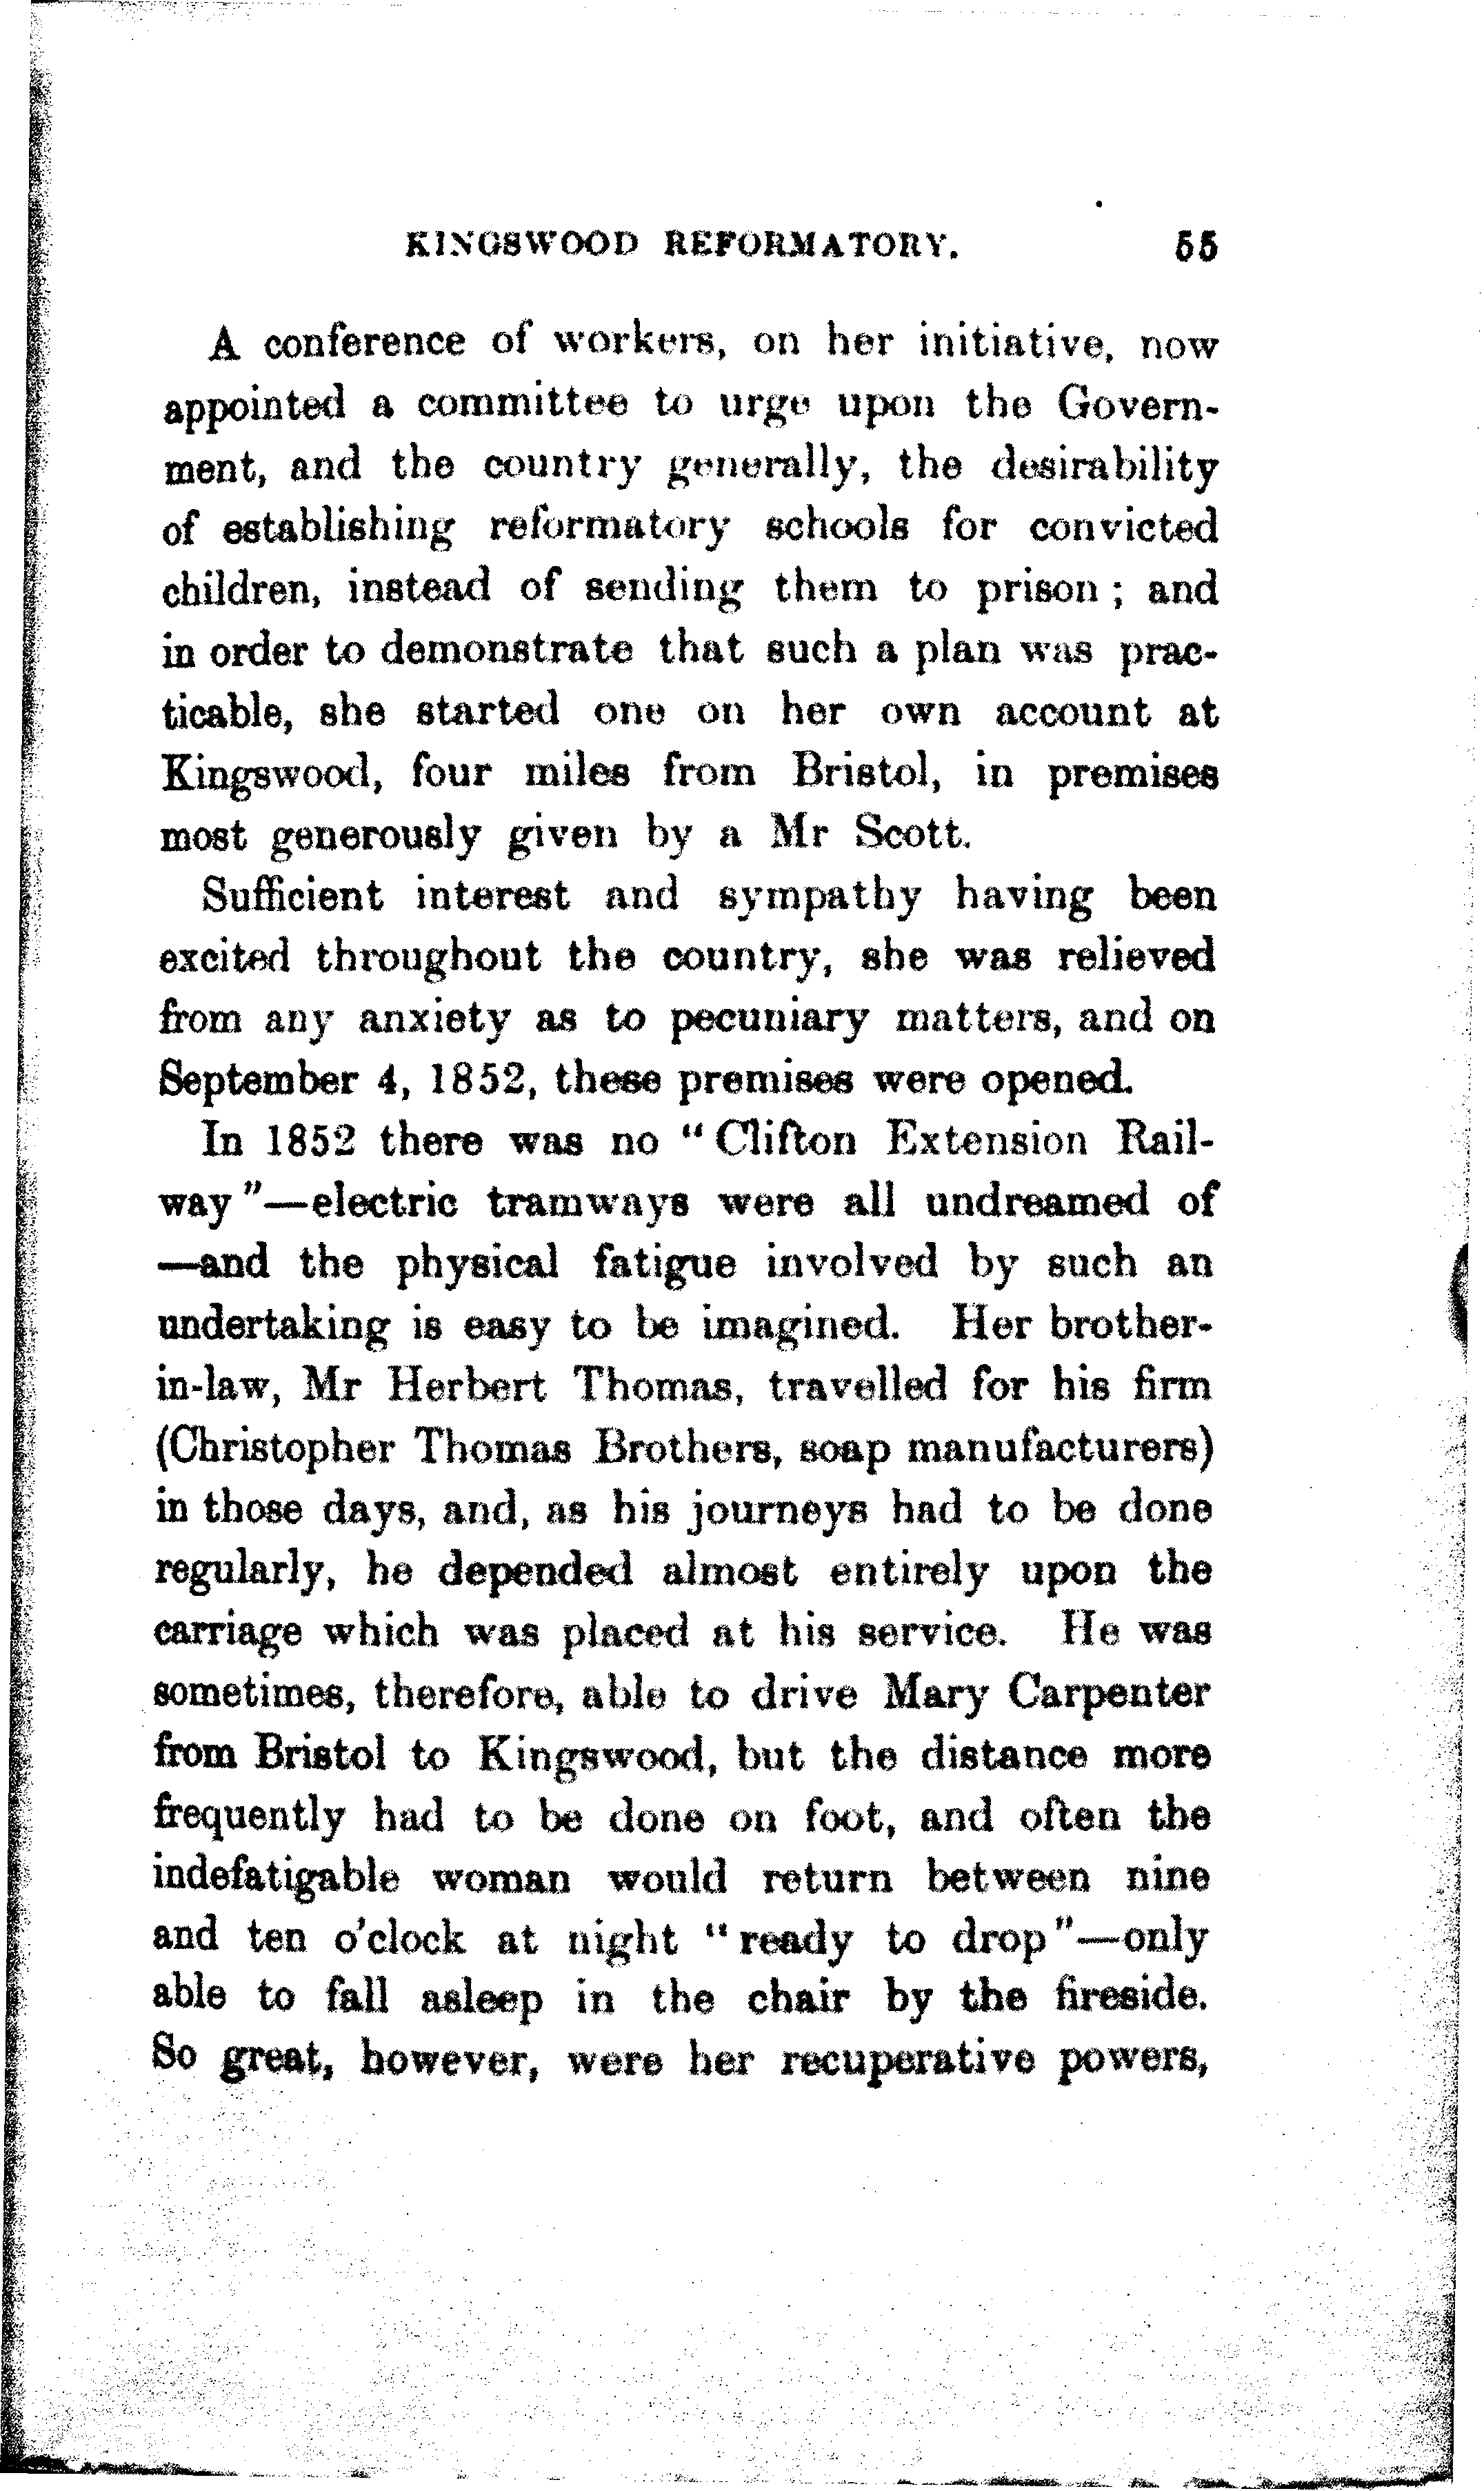 KINGSWOOD REFORMATORY. 55
A conference of workers, on her initiative, now
appointed a committee to urge upon the Govern-
ment, and the country generally, the desirability
of establishing reformatory schools for convicted
children, instead of sending them to prison ; and
in order to demonstrate that such a plan was prac-
ticable, she started one on her own account at
Kingswood, four miles from Bristol, in premises
most generously given by a Mr Scott.
Sufficient interest and sympathy having been
excited throughout the country, she was relieved
from any anxiety as to pecuniary matters, and on
September 4, 1852, these premises were opened.
In 1852 there was no “Clifton Extension Rail-
way”—electric tramways were all undreamed of
—and the physical fatigue involved by such an
undertaking is easy to be imagined. Her brother-
in-law, Mr Herbert Thomas, travelled for his firm
(Christopher Thomas Brothers, soap manufacturers)
in those days, and, as his journeys had to be done
regularly, he depended almost entirely upon the
carriage which was placed at his service. He was
sometimes, therefore, able to drive Mary Carpenter
from Bristol to Kingswood, but the distance more
frequently had to be done on foot, and often the
indefatigable woman would return between nine
and ten o'clock at night “ready to drop”—only
able to fall asleep in the chair by the fireside.
So great, however, were her recuperative powers,